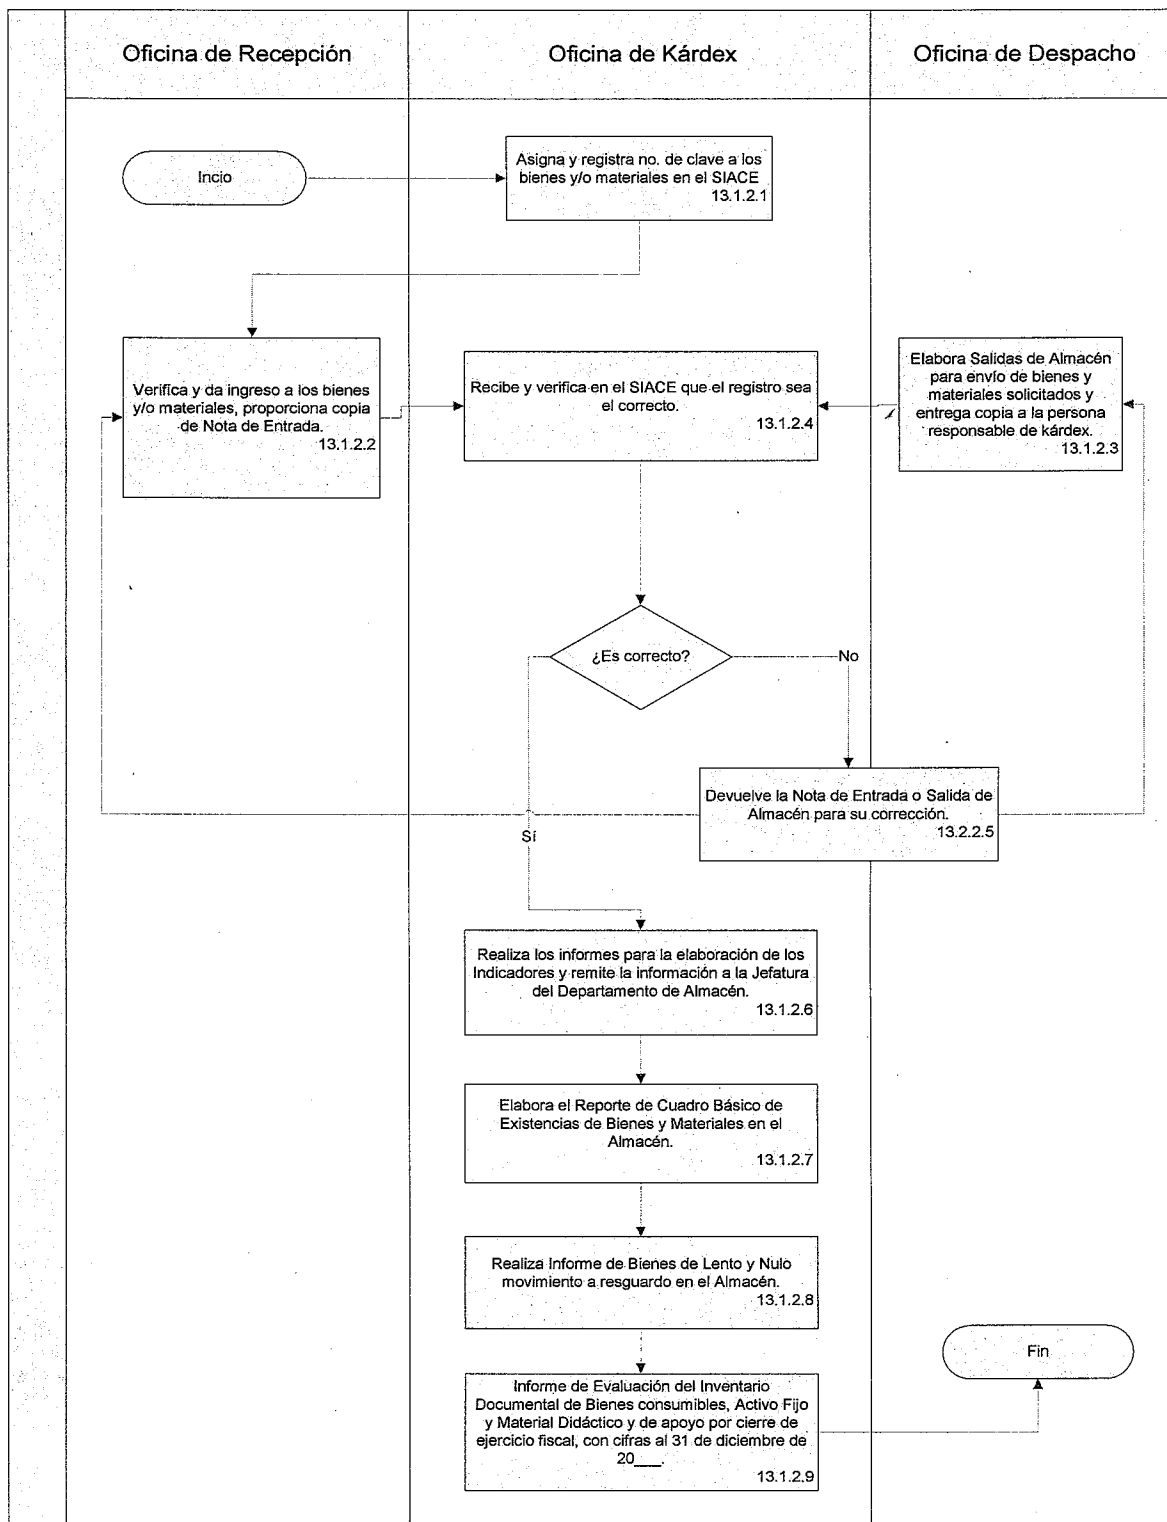 Oficina de Recepción
Oficina de Kárdex
Oficina de Despacho
Incio
Asigna y registra no. de clave a los
bienes y/o materiales en el SIACE
13.1.2.1
Verifica y da ingreso a los bienes
y/o materiales, proporciona copia
de Nota de Entrada.
13.1.2.2
Recibe y verifica en el SIACE que el registro sea
el correcto.
13.1.2.4
Elabora Salidas de Almacén
para envío de bienes y
materiales solicitados y
entrega copia a la persona
responsable de kárdex.
13.1.2.3
¿Es correcto?
No
Devuelve la Nota de Entrada o Salida de
Almacén para su corrección.
13.2.2.5
Sí
Realiza los informes para la elaboración de los
Indicadores y remite la información a la Jefatura
del Departamento de Almacén.
13.1.2.6
Elabora el Reporte de Cuadro Básico de
Existencias de Bienes y Materiales en el
Almacén.
13.1.2.7
Realiza Informe de Bienes de Lento y Nulo
movimiento a resguardo en el Almacén.
13.1.2.8
Fin
Informe de Evaluación del Inventario
Documental de Bienes consumibles, Activo Fijo
y Material Didáctico y de apoyo por cierre de
ejercicio fiscal, con cifras al 31 de diciembre de
20___.
13.1.2.9